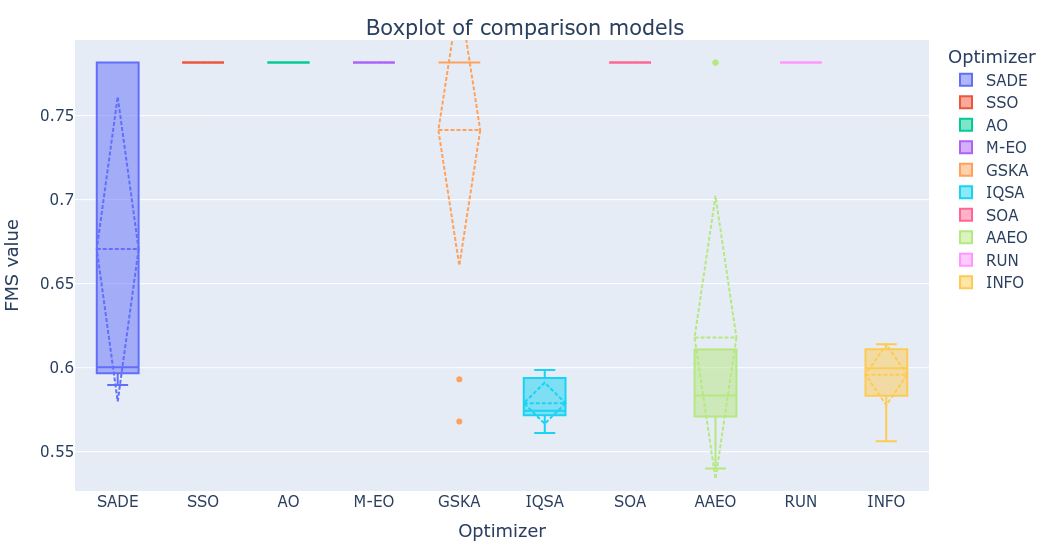 Boxplot of comparison models
FMS value
0.75
0.7
0.65
0.6
0.55
SADE
SSO
AO
M-EO
GSKA
IQSA
SOA
AAEO
RUN
INFO
Optimizer
Optimizer
SADE
SSO
AO
M-EO
GSKA
IQSA
SOA
AAEO
RUN
INFO